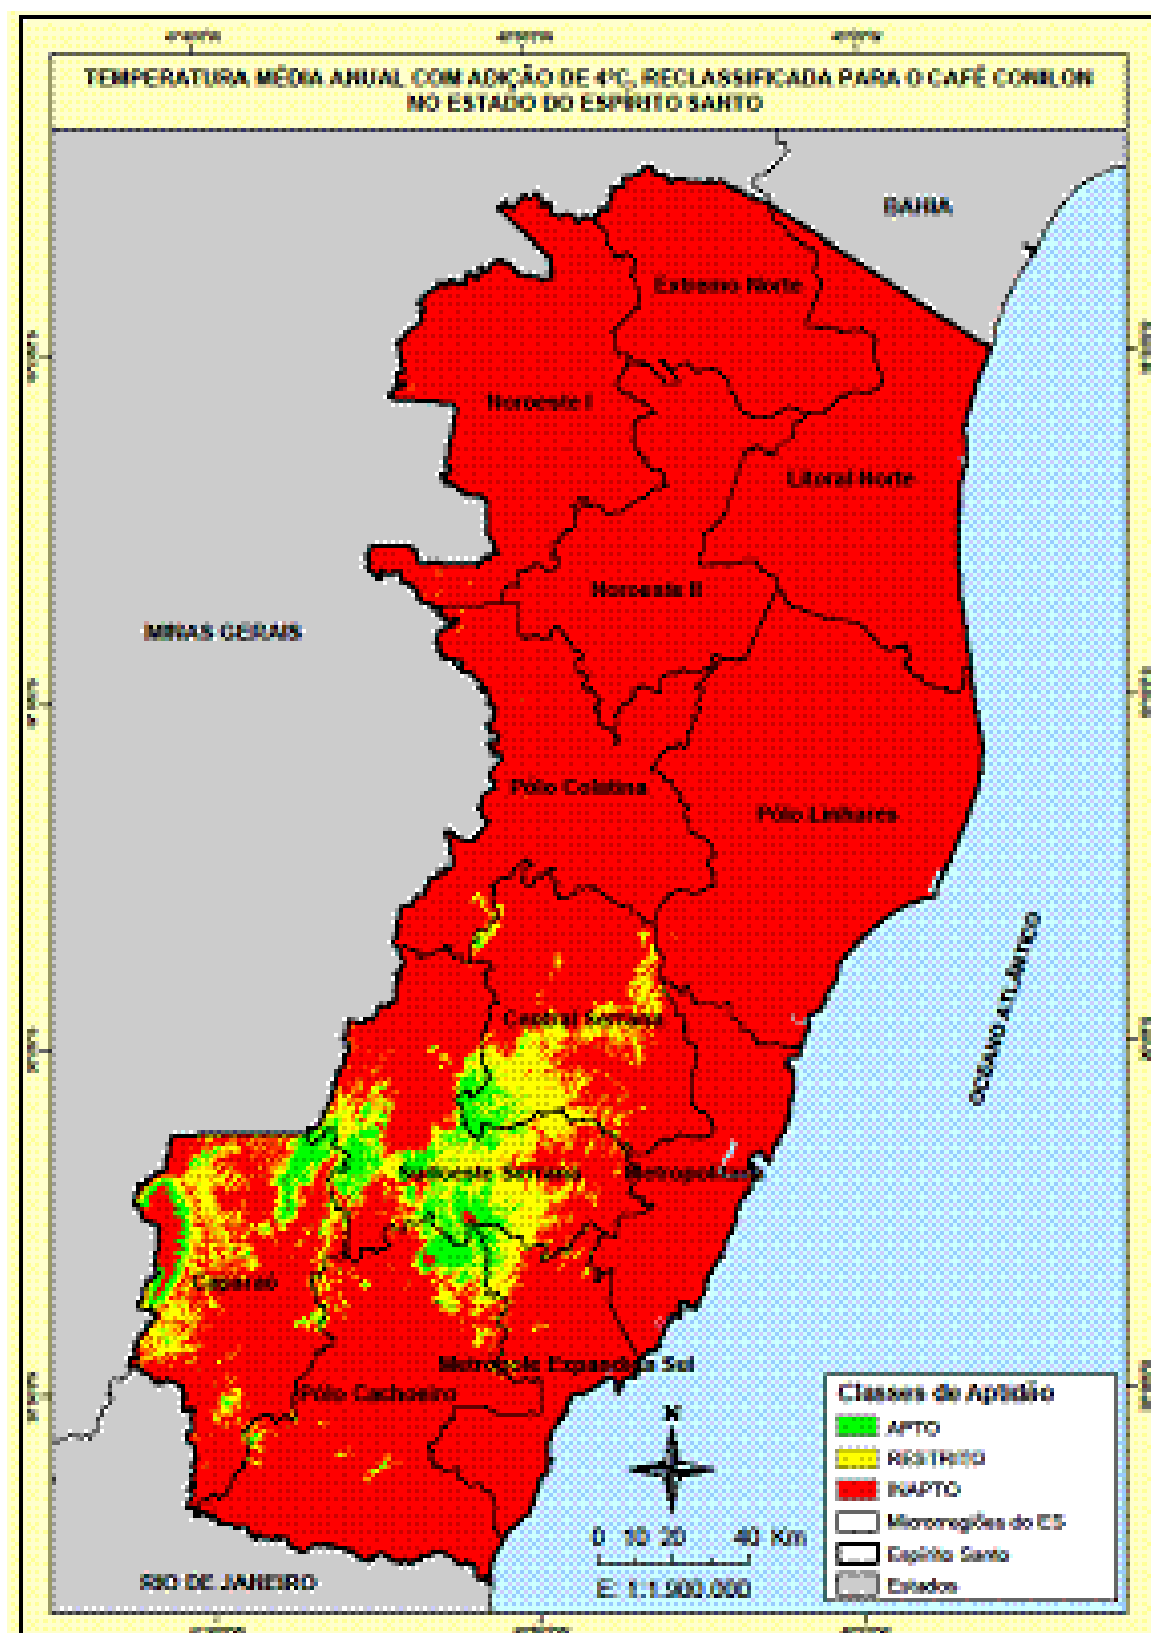 TEMPERATURA MÉDIA ANUAL COM ADIÇÃO DE 4ºC, RECLASSIFICADA PARA O CAFÉ CONILON
NO ESTADO DO ESPÍRITO SANTO
BAHIA
Extremo Norte
Noroeste I
Litoral Norte
Noroeste II
MINAS GERAIS
Pólo Colatina
Pólo Linhares
OCEANO ATLÂNTICO
Central Serrana
Sudoeste Serrana
Metropolitana
Caparaó
Metrópole Expandida Sul
Pólo Cachoeiro
Classes de Aptidão
APTO
RESTRITO
INAPTO
Microrregiões do ES
Espírito Santo
Estados
N
0 10 20 40 Km
E: 1:1.500.000
RIO DE JANEIRO